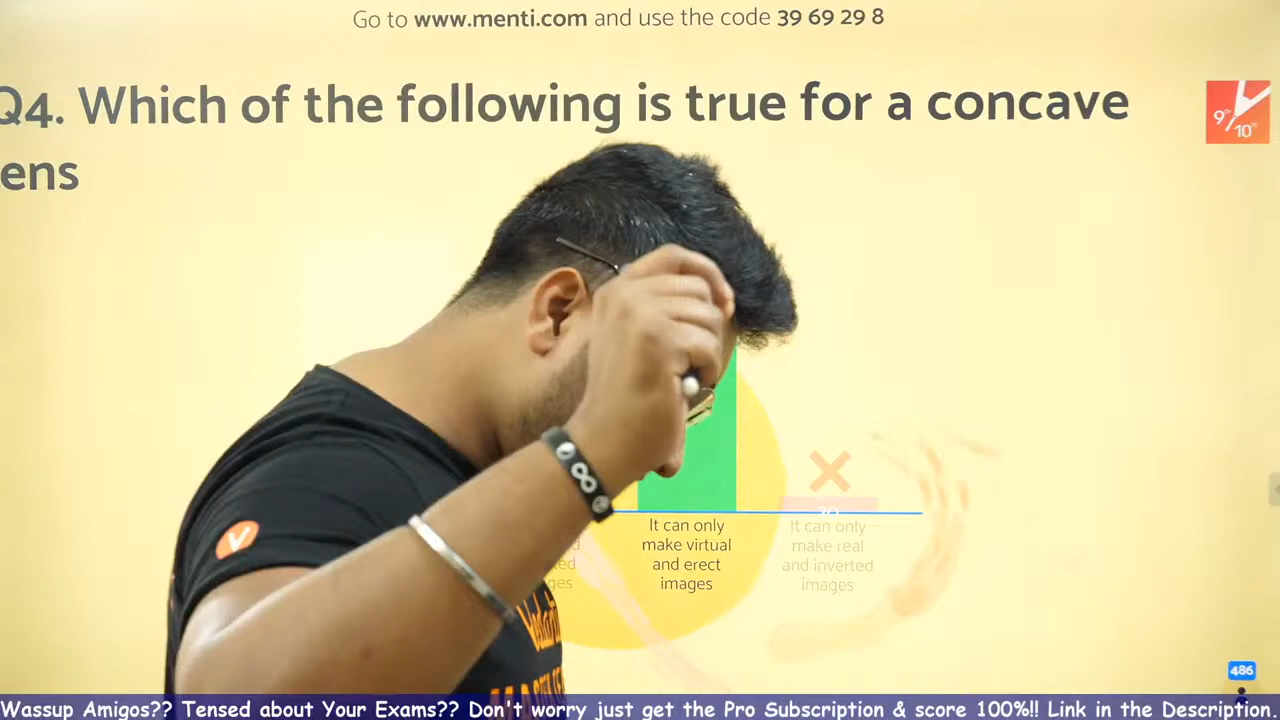 Go to www.menti.com and use the code 39 69 29 8
Q4. Which of the following is true for a concave
ens
9th/10th
It can only
make virtual
and erect
images
It can only
make real
and inverted
images
486
Wassup Amigos?? Tensed about Your Exams?? Don't worry just get the Pro Subscription & score 100%!! Link in the Description.